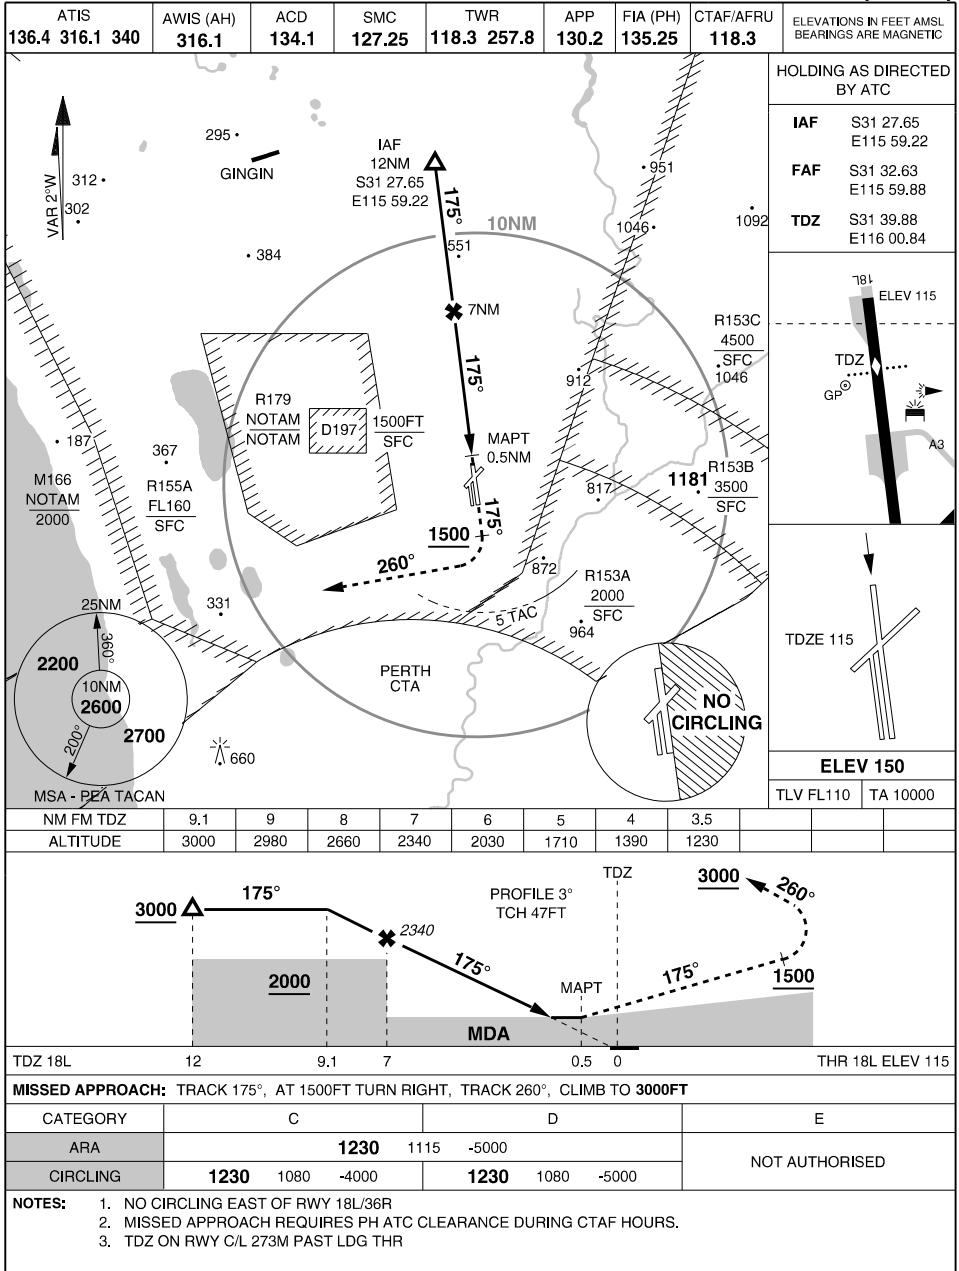 ATIS
136.4 316.1 340
AWIS (AH)
316.1
ACD
134.1
SMC
127.25
TWR
118.3 257.8
APP
130.2
FIA (PH)
135.25
CTAF/AFRU
118.3
ELEVATIONS IN FEET AMSL
BEARINGS ARE MAGNETIC
HOLDING AS DIRECTED
BY ATC
IAF S31 27.65
E115 59.22
FAF S31 32.63
E115 59.88
TDZ S31 39.88
E116 00.84
VAR 2°W
295
GINGIN
312
302
384
IAF
12NM
S31 27.65
E115 59.22
175°
10NM
551
7NM
951
1046
1092
R153C
4500
SFC
1046
175°
912
R179
NOTAM
NOTAM
D197
1500FT
SFC
MAPT
0.5NM
187
367
M166
NOTAM
2000
R155A
FL160
SFC
1181
R153B
3500
SFC
817
175°
1500
260°
872
R153A
2000
SFC
5 TAC
964
331
25NM
360°
2200
10NM
2600
2700
200°
MSA - PEA TACAN
660
PERTH
CTA
NO
CIRCLING
18L
ELEV 115
TDZ
GP
A3
TDZE 115
ELEV 150
TLV FL110 TA 10000
NM FM TDZ 9.1 9 8 7 6 5 4 3.5
ALTITUDE 3000 2980 2660 2340 2030 1710 1390 1230
3000
175°
PROFILE 3°
TCH 47FT
TDZ
3000
260°
2340
175°
2000
MAPT
175°
1500
MDA
TDZ 18L 12 9.1 7 0.5 0 THR 18L ELEV 115
MISSED APPROACH: TRACK 175°, AT 1500FT TURN RIGHT, TRACK 260°, CLIMB TO 3000FT
CATEGORY C D E
ARA 1230 1115 -5000
NOT AUTHORISED
CIRCLING 1230 1080 -4000 1230 1080 -5000
NOTES: 1. NO CIRCLING EAST OF RWY 18L/36R
2. MISSED APPROACH REQUIRES PH ATC CLEARANCE DURING CTAF HOURS.
3. TDZ ON RWY C/L 273M PAST LDG THR